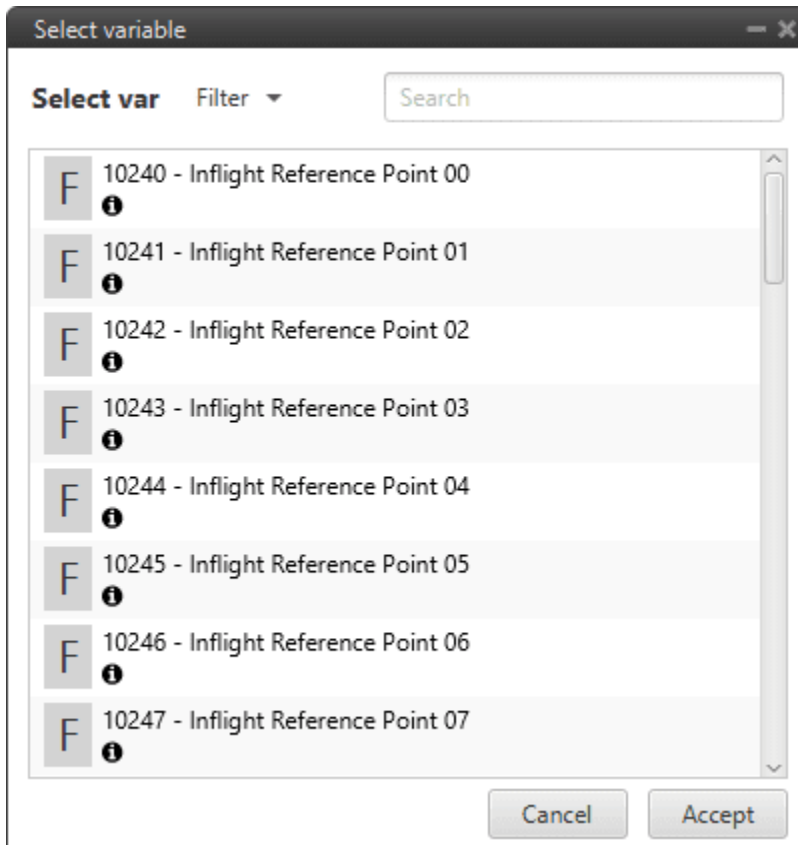 Select variable
Select var Filter Search
F 10240 - Inflight Reference Point 00
F 10241 - Inflight Reference Point 01
F 10242 - Inflight Reference Point 02
F 10243 - Inflight Reference Point 03
F 10244 - Inflight Reference Point 04
F 10245 - Inflight Reference Point 05
F 10246 - Inflight Reference Point 06
F 10247 - Inflight Reference Point 07
Cancel Accept